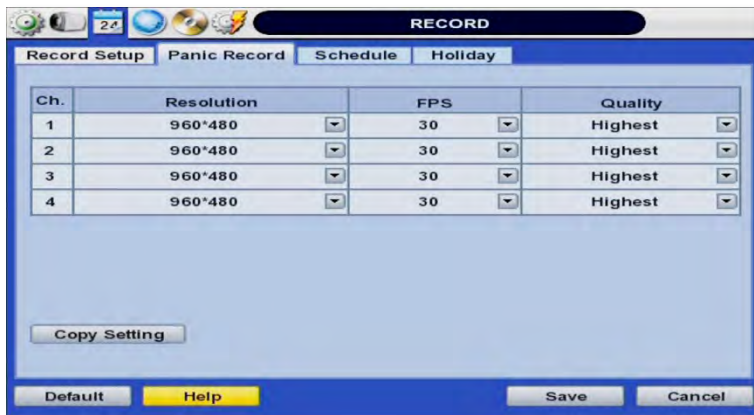 24
RECORD
Record Setup Panic Record Schedule Holiday
Ch. Resolution FPS Quality
1 960*480 30 Highest
2 960*480 30 Highest
3 960*480 30 Highest
4 960*480 30 Highest
Copy Setting
Default Help Save Cancel